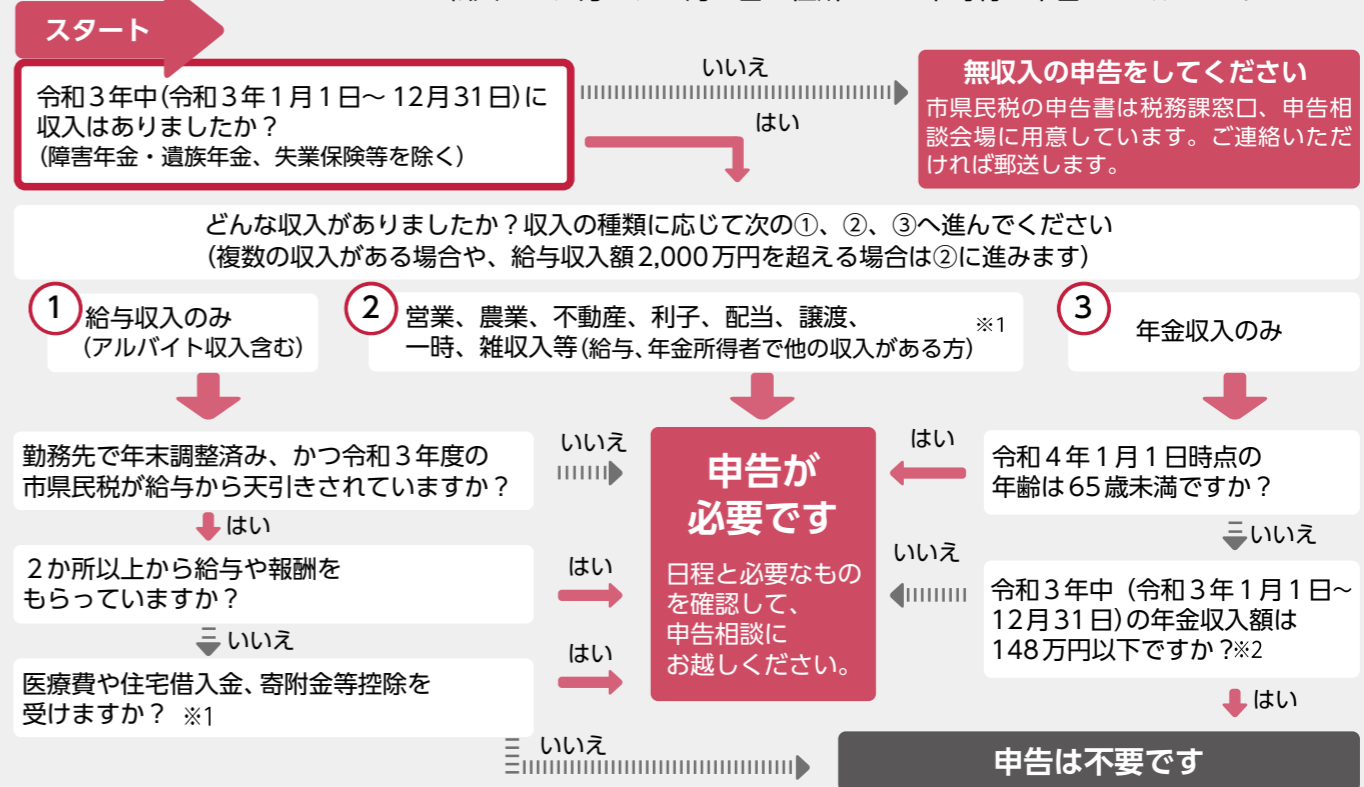 スタート
令和3年中(令和3年1月1日〜12月31日)に
収入はありましたか？
(障害年金・遺族年金、失業保険等を除く)
いいえ
はい
無収入の申告をしてください
市県民税の申告書は税務課窓口、申告相
談会場に用意しています。ご連絡いただ
ければ郵送します。
どんな収入がありましたか？収入の種類に応じて次の①、②、③へ進んでください
(複数の収入がある場合や、給与収入額2,000万円を超える場合は②に進みます)
1
給与収入のみ
(アルバイト収入含む)
2
営業、農業、不動産、利子、配当、譲渡、
一時、雑収入等(給与、年金所得者で他の収入がある方)
※1
3
年金収入のみ
勤務先で年末調整済み、かつ令和3年度の
市県民税が給与から天引きされていますか？
いいえ
はい
2か所以上から給与や報酬を
もらっていますか？
はい
いいえ
医療費や住宅借入金、寄附金等控除を
受けますか？ ※1
はい
いいえ
申告が
必要です
日程と必要なもの
を確認して、
申告相談に
お越しください。
はい
令和4年1月1日時点の
年齢は65歳未満ですか？
いいえ
いいえ
令和3年中（令和3年1月1日〜
12月31日)の年金収入額は
148万円以下ですか？※2
はい
申告は不要です